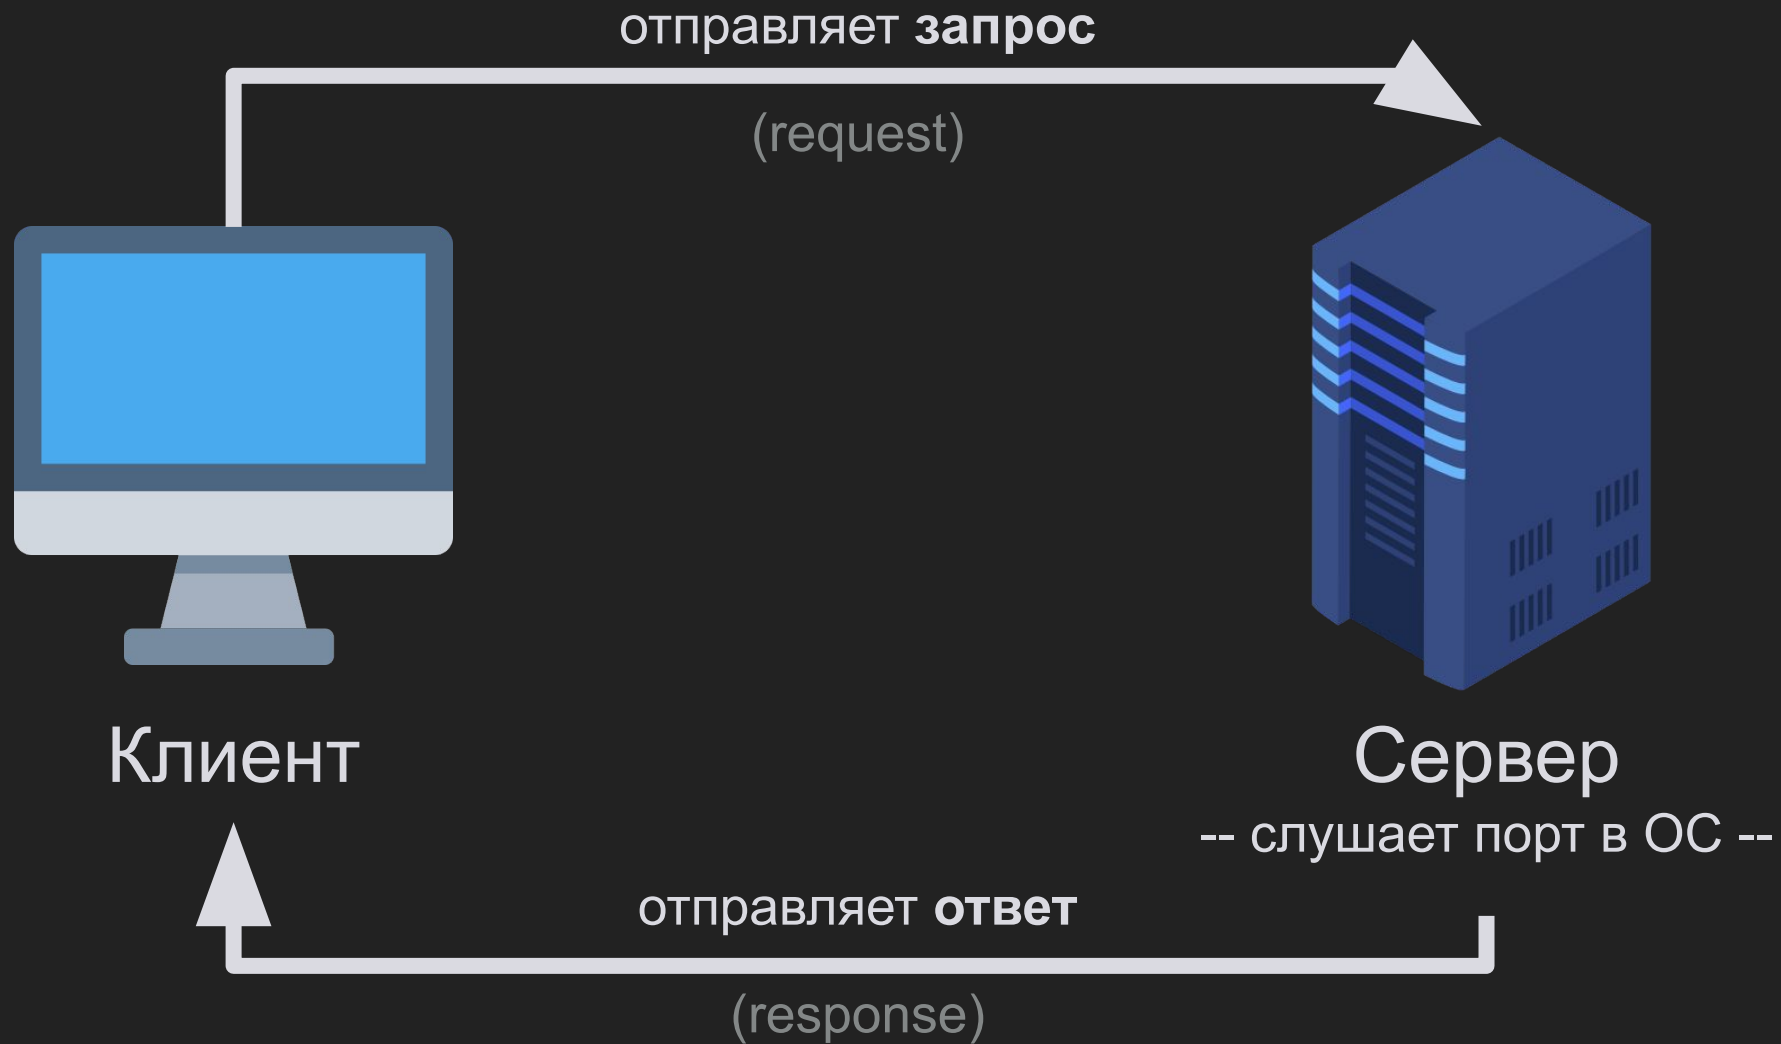 отправляет запрос
(request)
Клиент
Сервер
-- слушает порт в ОС --
отправляет ответ
(response)